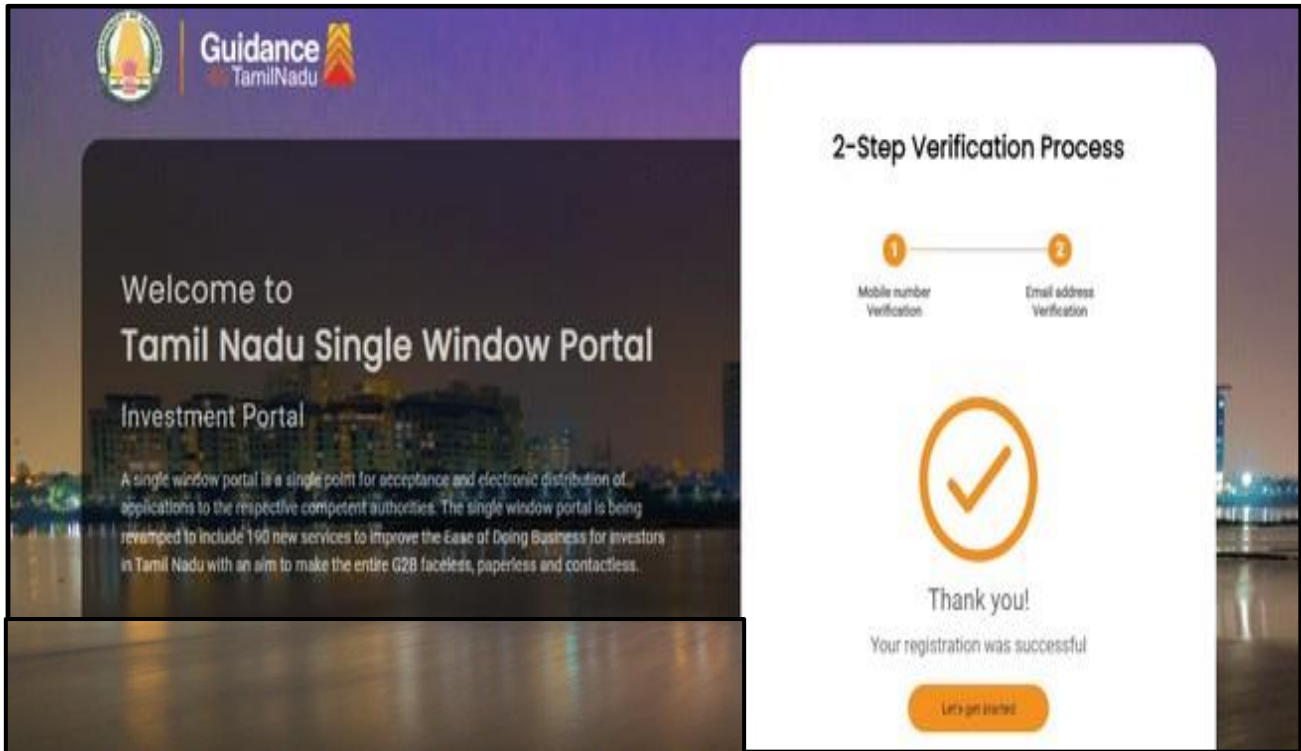 Guidance
TamilNadu
Welcome to
Tamil Nadu Single Window Portal
Investment Portal
A single window portal is a single point for acceptance and electronic distribution of
applications to the respective competent authorities. The single window portal is being
revamped to include 190 new services to improve the Ease of Doing Business for investors
in Tamil Nadu with an aim to make the entire G2B faceless, paperless and contactless.
2-Step Verification Process
1
2
Mobile number
Verification
Email address
Verification
Thank you!
Your registration was successful
Let's get started